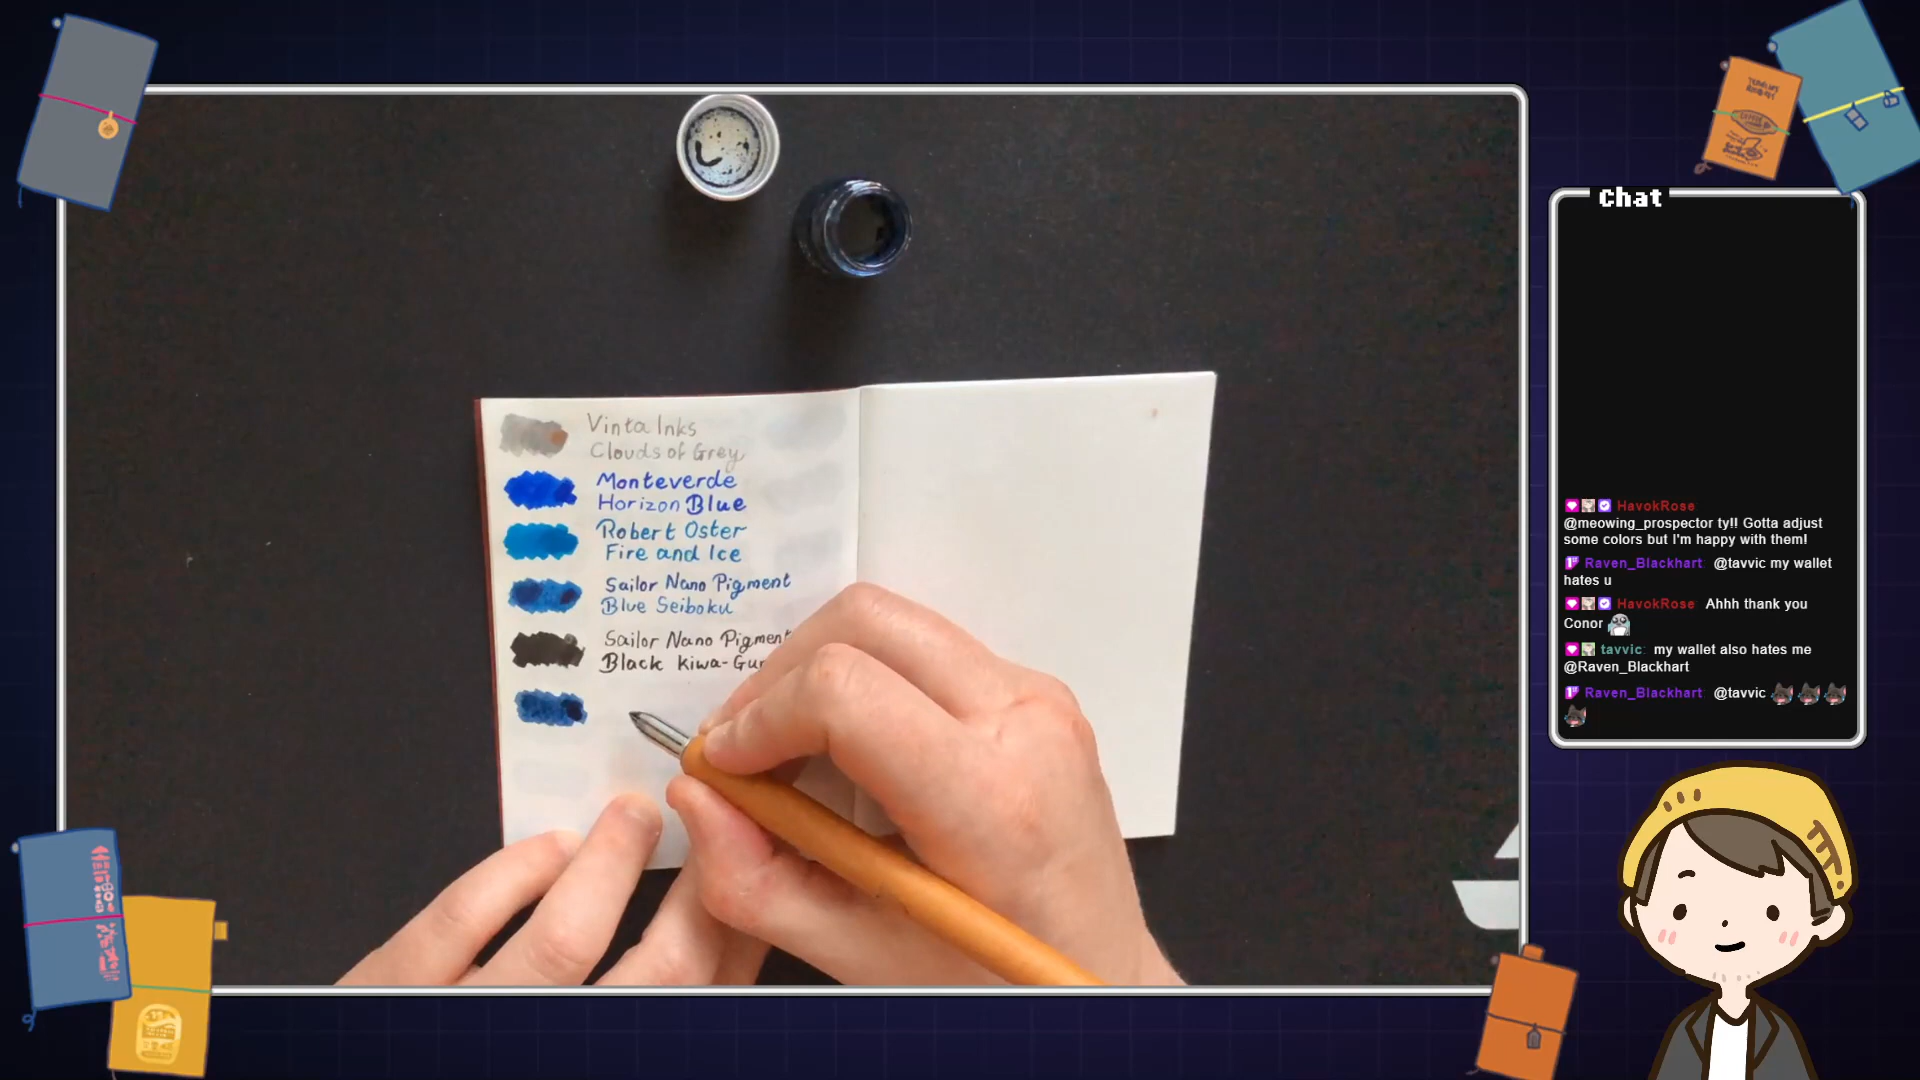 chat
Vinta Inks
Clouds of Grey
Monteverde
Horizon Blue
Robert Oster
Fire and Ice
Sailor Nano Pigment
Blue Seiboku
Sailor Nano Pigment
Black Kiwa-Gu
HavokRose
@meowing_prospector ty!! Gotta adjust
some colors but I'm happy with them!
Raven_Blackhart: @tavvic my wallet
hates u
HavokRose: Ahhh thank you
Conor
tavvic: my wallet also hates me
@Raven_Blackhart
Raven_Blackhart: @tavvic